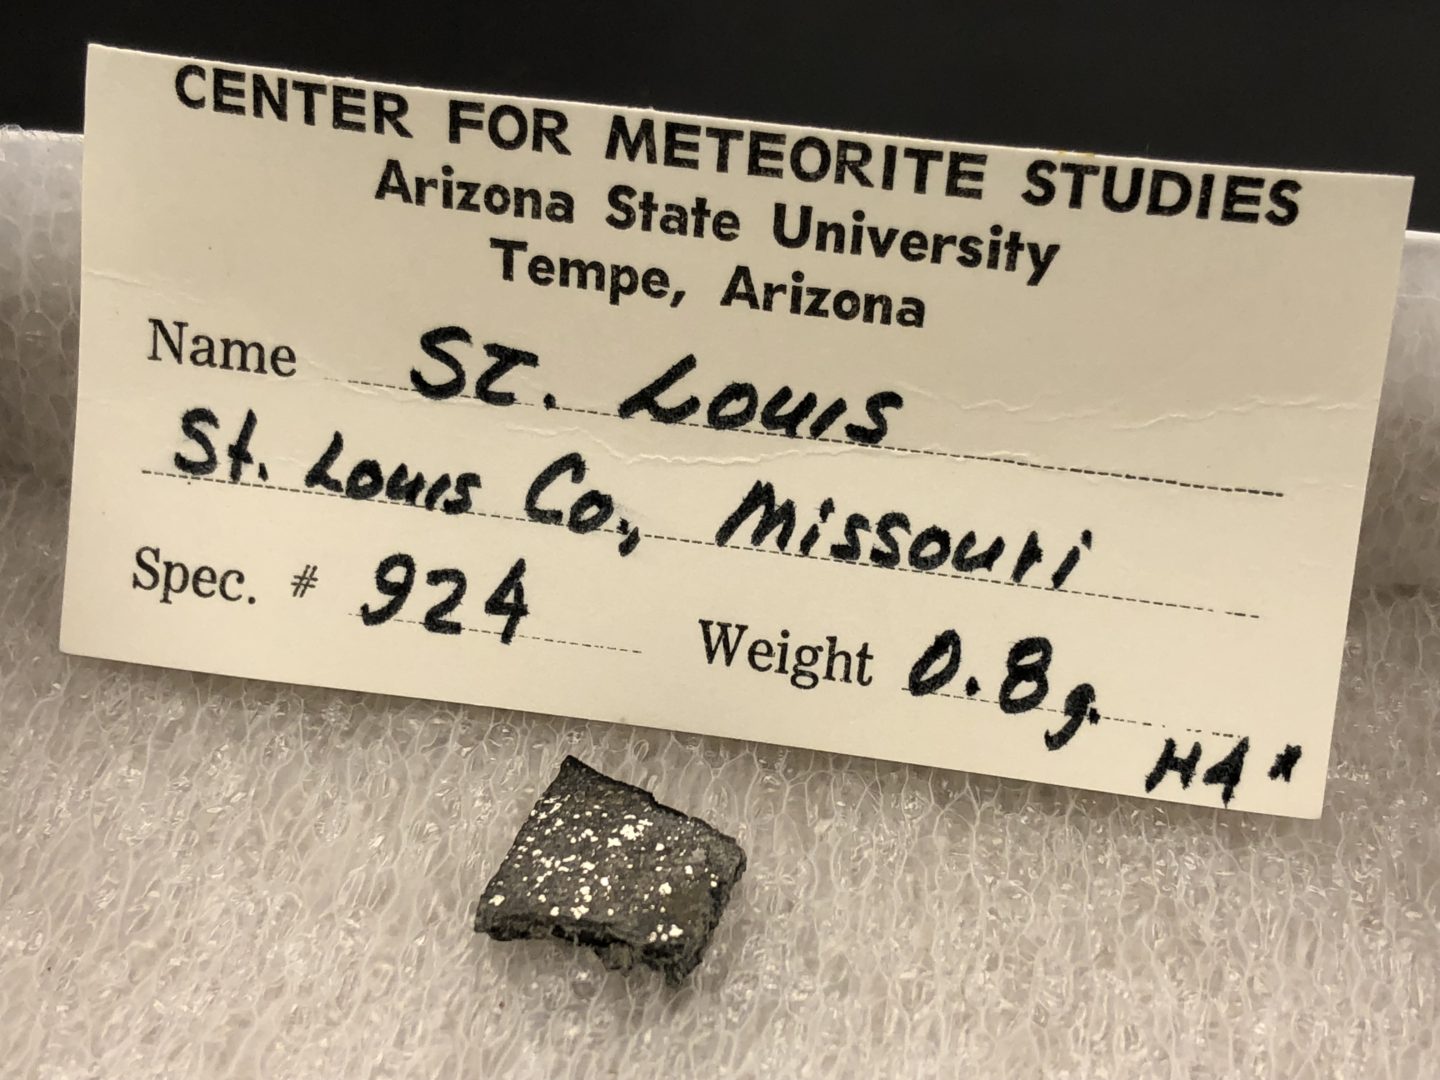 CENTER FOR METEORITE STUDIES
Arizona State University
Tempe, Arizona
Name St. Louis
St. Louis Co., Missouri
Spec. # 924 Weight 0.8g.
H4*